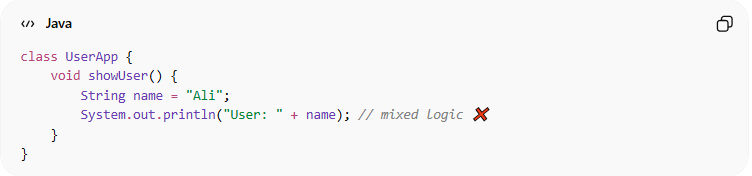 Java
class UserApp {
    void showUser() {
        String name = "Ali";
        System.out.println("User: " + name); // mixed logic ❌
    }
}